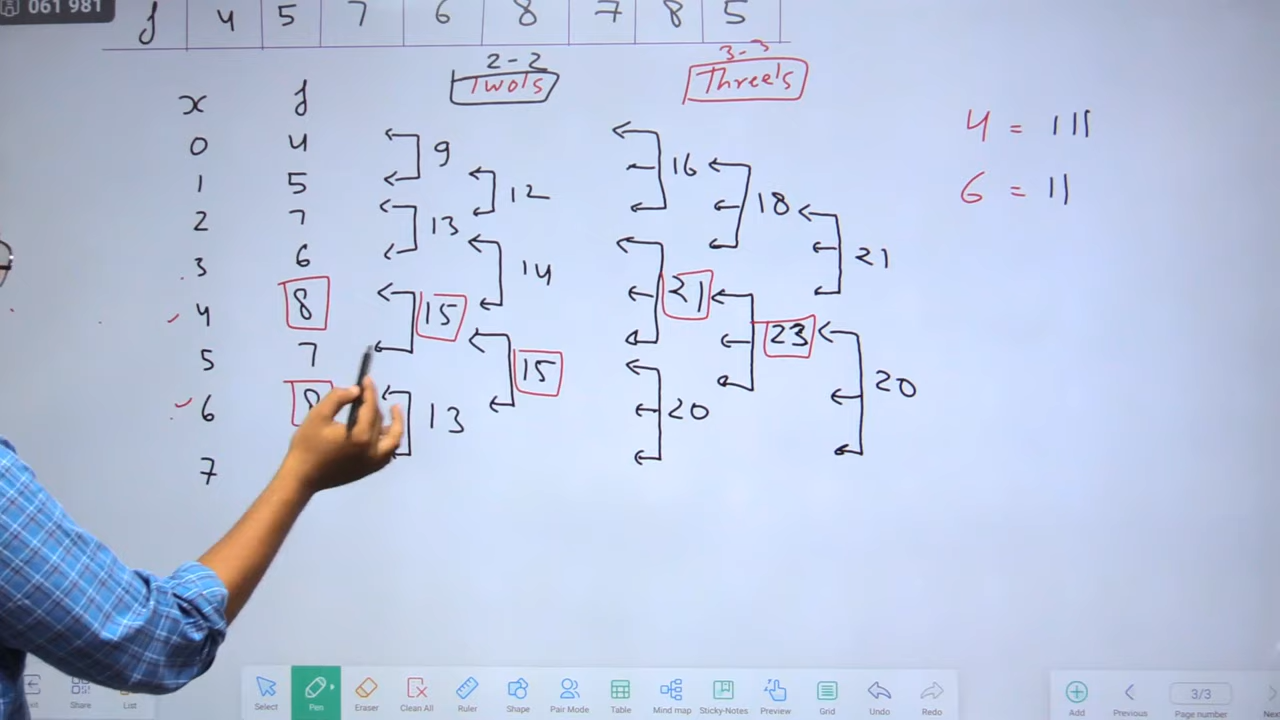 061 981
f 4 5 7 6 8 7 8 5
2-2 3-3
Two's Three's
x f
0 4
1 5
2 7
3 6
4 8
5 7
6 8
7
9
13
15
13
12
14
15
16
21
20
18
23
21
20
4 = III
6 = II
Share
List
Select
Pen
Eraser
Clean All
Ruler
Shape
Pair Mode
Table
Mind map
Sticky-Notes
Preview
Grid
Undo
Redo
Add
Previous
3/3
Page number